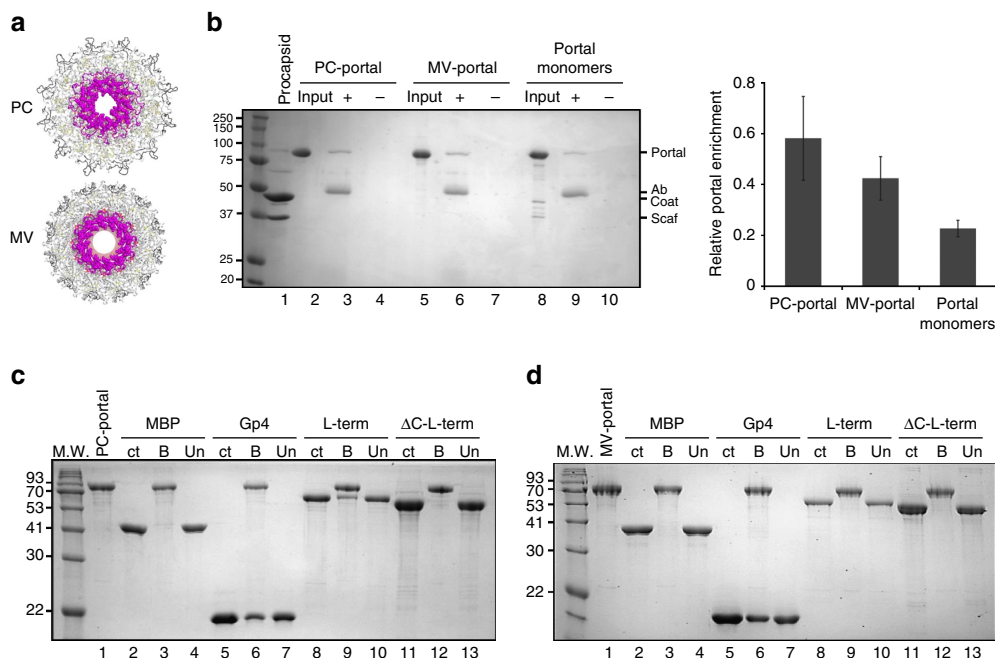 a
PC
MV
b
Procapsid
PC-portal
MV-portal
Portal
monomers
Input + –
Input + –
Input + –
250
150
100
75
50
37
25
20
Portal
Ab
Coat
Scaf
1 2 3 4 5 6 7 8 9 10
Relative portal enrichment
0.8
0.6
0.4
0.2
0
PC-portal
MV-portal
Portal
monomers
c
PC-portal
MBP Gp4 L-term ΔC-L-term
M.W. ct B Un ct B Un ct B Un ct B Un
93
70
53
41
30
22
1 2 3 4 5 6 7 8 9 10 11 12 13
d
MV-portal
MBP Gp4 L-term ΔC-L-term
M.W. ct B Un ct B Un ct B Un ct B Un
93
70
53
41
30
22
1 2 3 4 5 6 7 8 9 10 11 12 13